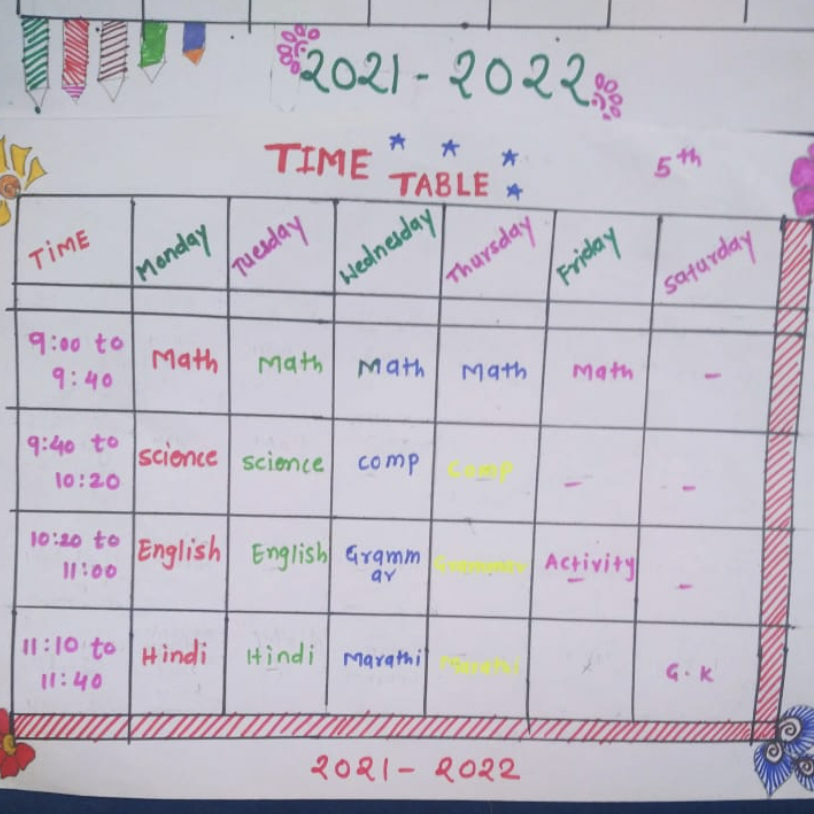 2021-2022
TIME
TABLE
5th
TIME Monday Tuesday Wednesday Thursday Friday Saturday
9:00 to
9:40 Math Math Math Math Math -
9:40 to
10:20 science science comp Comp - -
10:20 to
11:00 English English Gramm
ar Grammar Activity -
11:10 to
11:40 Hindi Hindi Marathi Marathi G.K
2021-2022